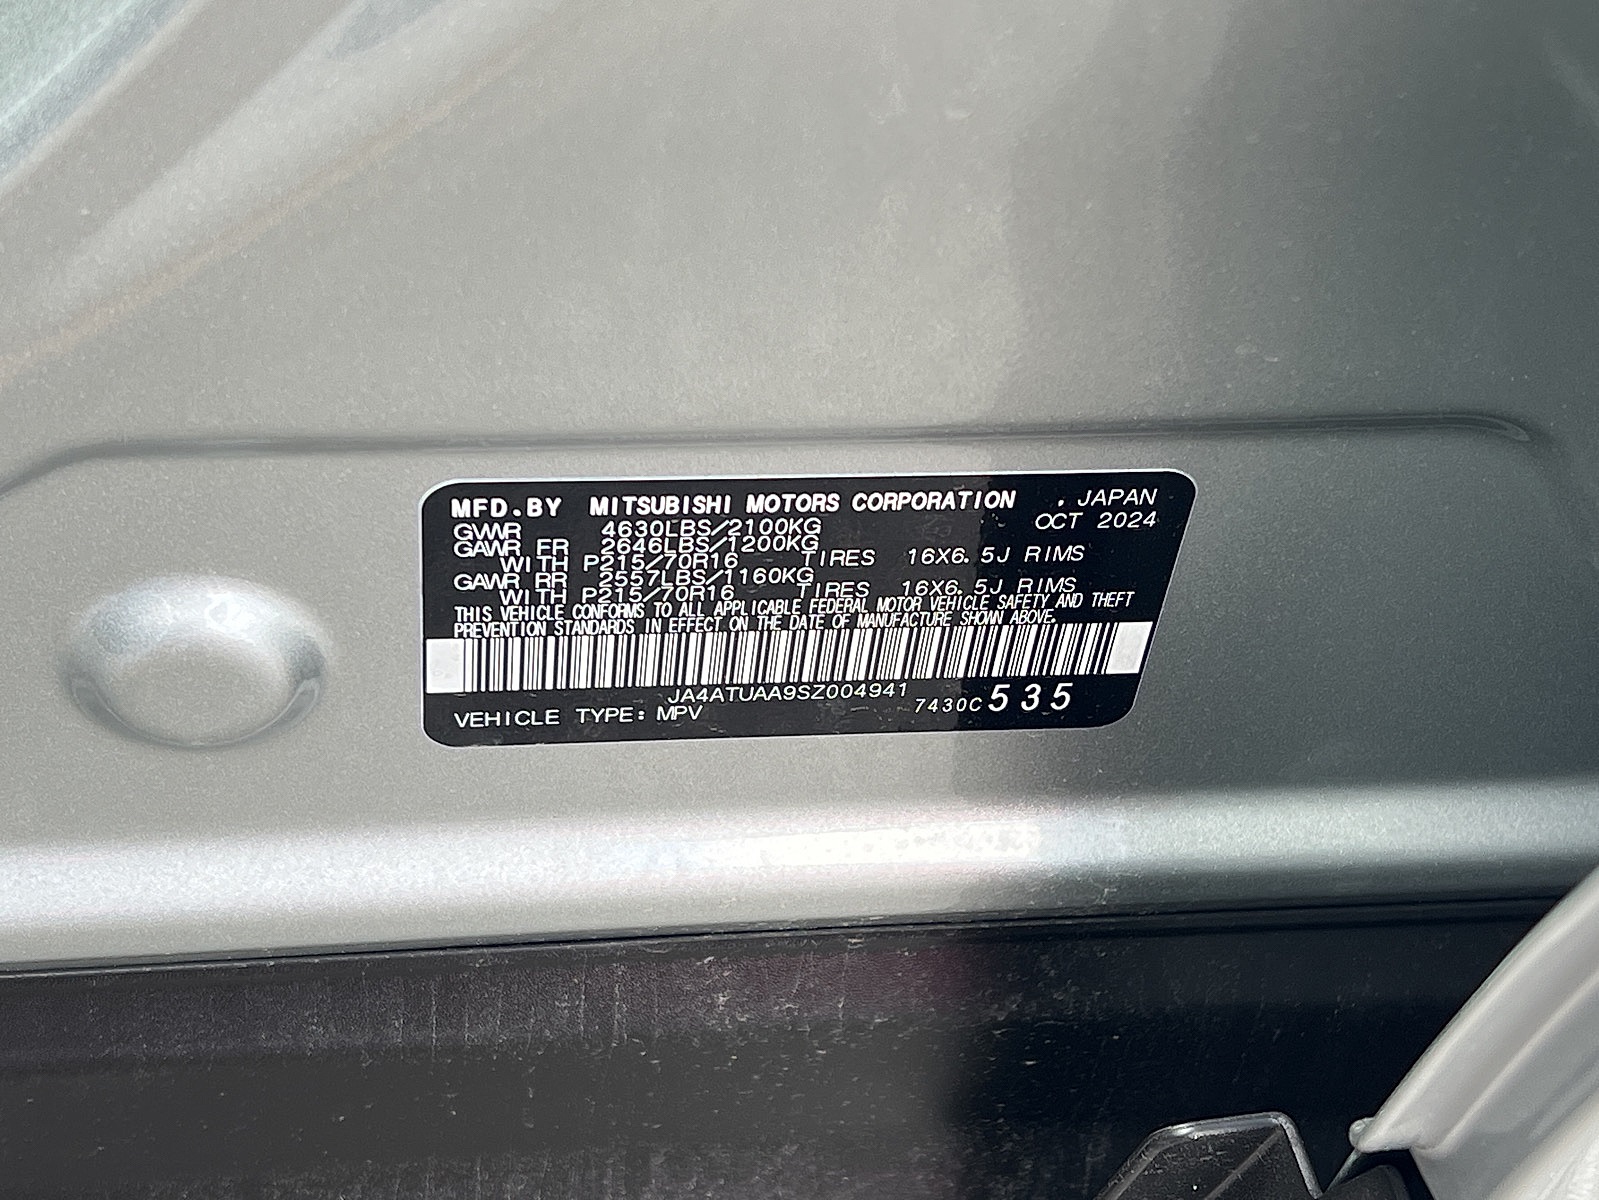 MFD.BY MITSUBISHI MOTORS CORPORATION . JAPAN
GVWR 4630LBS/2100KG OCT 2024
GAWR FR 2646LBS/1200KG
WITH P215/70R16 TIRES 16X6.5J RIMS
GAWR RR 2557LBS/1160KG
WITH P215/70R16 TIRES 16X6.5J RIMS
THIS VEHICLE CONFORMS TO ALL APPLICABLE FEDERAL MOTOR VEHICLE SAFETY AND THEFT
PREVENTION STANDARDS IN EFFECT ON THE DATE OF MANUFACTURE SHOWN ABOVE.
JA4ATUAA9SZ004941
VEHICLE TYPE: MPV 7430C 535